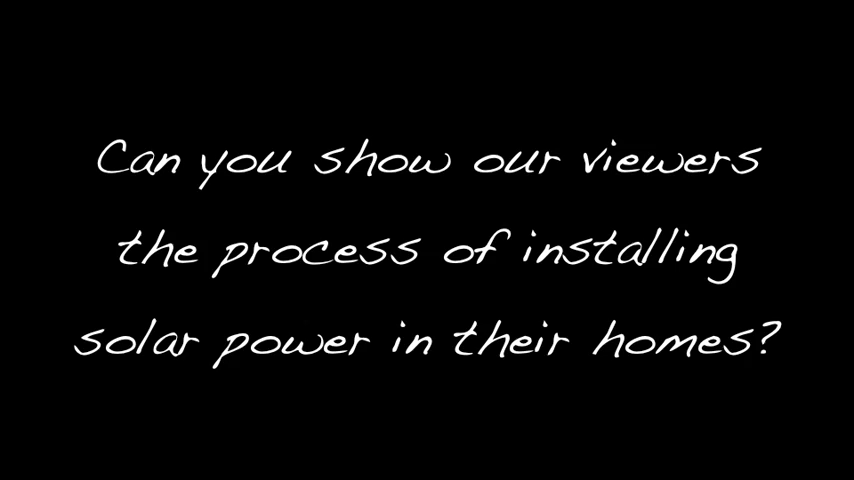 Can you show our viewers
the process of installing
solar power in their homes?